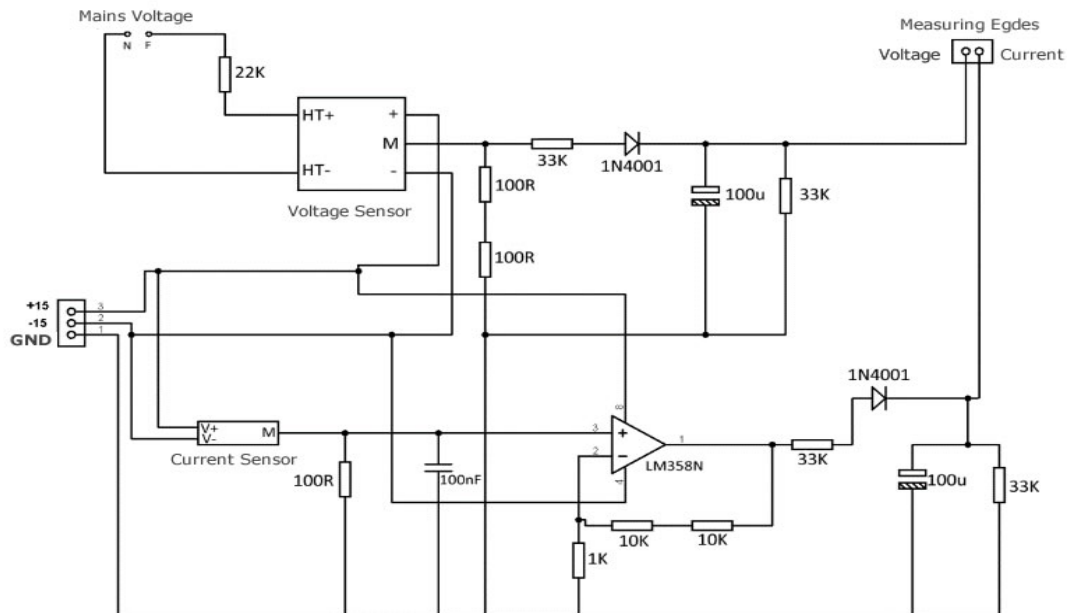 Mains Voltage
N F
22K
HT+ +
M
HT- -
Voltage Sensor
Measuring Egdes
Voltage Current
33K
1N4001
100R
100u
33K
100R
+15 3
-15 2
GND 1
V+
V- M
Current Sensor
100R
100nF
8
3 +
2 -
1
4
LM358N
1N4001
33K
10K 10K
1K
100u
33K